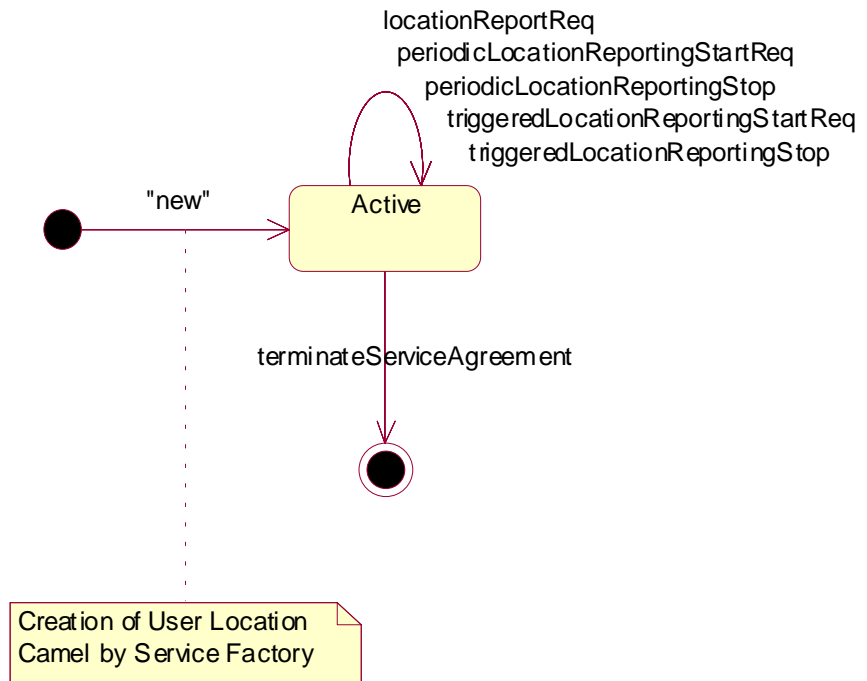 locationReportReq
periodicLocationReportingStartReq
periodicLocationReportingStop
triggeredLocationReportingStartReq
triggeredLocationReportingStop
"new"
Active
terminateServiceAgreement
Creation of User Location
Camel by Service Factory